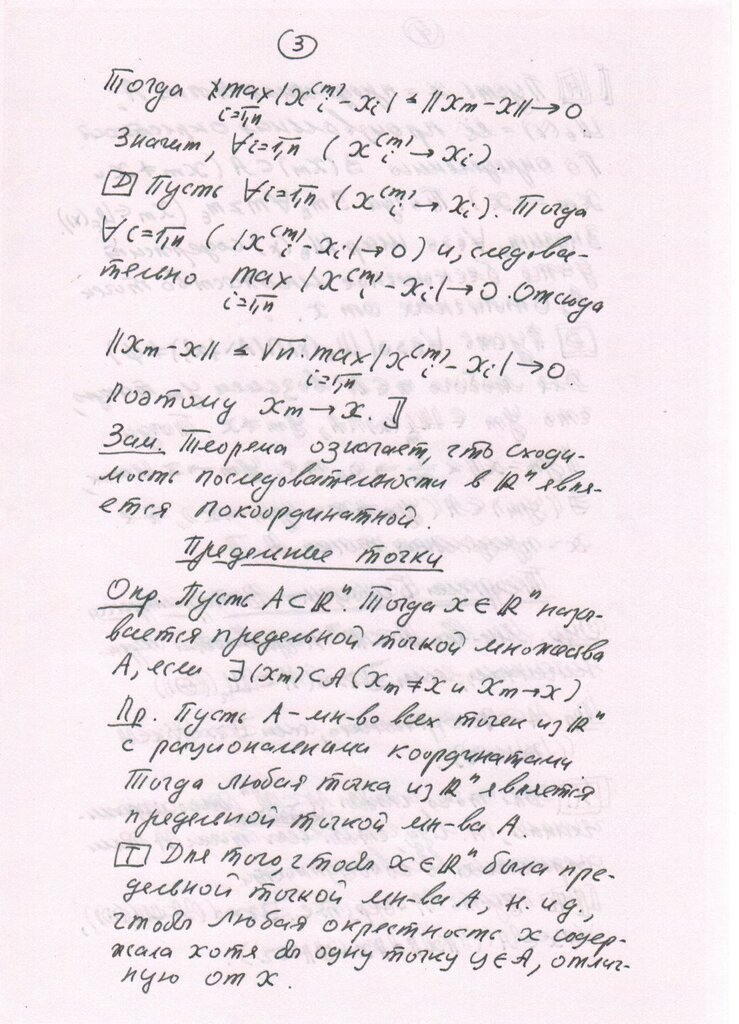 3
Тогда max |x_i^(m) - x_i| ≤ ||x_m - x|| → 0
i=1,n
Значит, ∀i=1,n (x_i^(m) → x_i).
Д Пусть ∀i=1,n (x_i^(m) → x_i). Тогда
∀i=1,n (|x_i^(m) - x_i| → 0) и, следова-
тельно max |x_i^(m) - x_i| → 0. Отсюда
i=1,n
||x_m - x|| ≤ √n · max |x_i^(m) - x_i| → 0.
i=1,n
Поэтому x_m → x. ]
Зам. Теорема означает, что сходи-
мость последовательности в ℝ^n явля-
ется покоординатной.
Предельные точки
Опр. Пусть A ⊂ ℝ^n. Тогда x ∈ ℝ^n назы-
вается предельной точкой множества
A, если ∃(x_m) ⊂ A (x_m ≠ x и x_m → x)
Пр. Пусть A - мн-во всех точек из ℝ^n
с рациональными координатами
Тогда любая точка из ℝ^n является
предельной точкой мн-ва A.
Т Для того, чтобы x ∈ ℝ^n была пре-
дельной точкой мн-ва A, н. и д.,
чтобы любая окрестность x содер-
жала хотя бы одну точку y ∈ A, отлич-
ную от x.